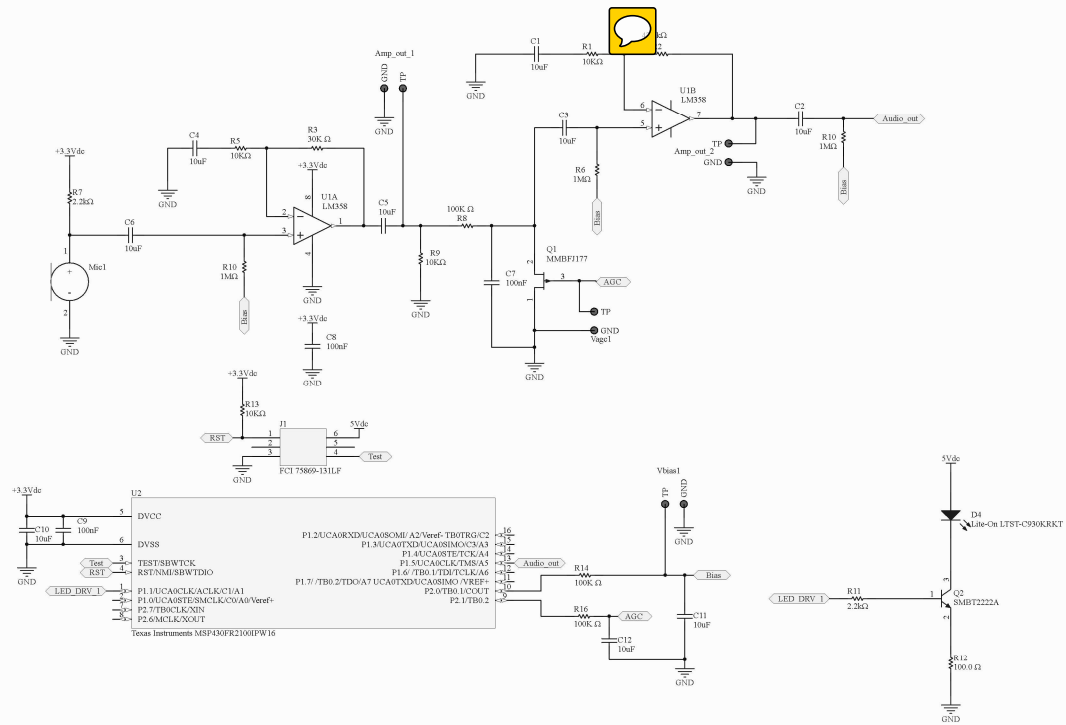 Amp_out_1
GND
TP
GND
C1
10uF
R1
10KΩ
kΩ
2
GND
U1B
LM358
6
5
7
C2
10uF
Audio_out
R10
1MΩ
Bias
TP
Amp_out_2
GND
GND
C3
10uF
R6
1MΩ
Bias
+3.3Vdc
R7
2.2kΩ
C4
10uF
R5
10KΩ
R3
30K Ω
GND
+3.3Vdc
8
U1A
LM358
2
3
1
4
GND
C5
10uF
100K Ω
R8
R9
10KΩ
GND
C6
10uF
R10
1MΩ
Bias
1
Mic1
+
-
2
GND
C7
100nF
Q1
MMBFJ177
2
3
1
AGC
TP
GND
Vagc1
GND
+3.3Vdc
C8
100nF
GND
+3.3Vdc
R13
10KΩ
RST
J1
1
2
3
6
5
4
5Vdc
Test
GND
FCI 75869-131LF
+3.3Vdc
C10
10uF
C9
100nF
GND
U2
5
DVCC
6
DVSS
Test
3
TEST/SBWTCK
RST
4
RST/NMI/SBWTDIO
LED_DRV_1
1
P1.1/UCA0CLK/ACLK/C1/A1
2
P1.0/UCA0STE/SMCLK/C0/A0/Veref+
7
P2.7/TB0CLK/XIN
8
P2.6/MCLK/XOUT
P1.2/UCA0RXD/UCA0SOMI/ A2/Veref- TB0TRG/C2
16
P1.3/UCA0TXD/UCA0SIMO/C3/A3
15
P1.4/UCA0STE/TCK/A4
14
P1.5/UCA0CLK/TMS/A5
13
Audio_out
P1.6/ /TB0.1/TDI/TCLK/A6
12
P1.7/ /TB0.2/TDO/A7 UCA0TXD/UCA0SIMO /VREF+
11
P2.0/TB0.1/COUT
10
P2.1/TB0.2
9
Texas Instruments MSP430FR2100IPW16
R14
100K Ω
R16
100K Ω
AGC
C12
10uF
Vbias1
TP
GND
GND
Bias
C11
10uF
GND
5Vdc
D4
Lite-On LTST-C930KRKT
LED_DRV_1
R11
2.2kΩ
1
3
Q2
SMBT2222A
2
R12
100.0 Ω
GND